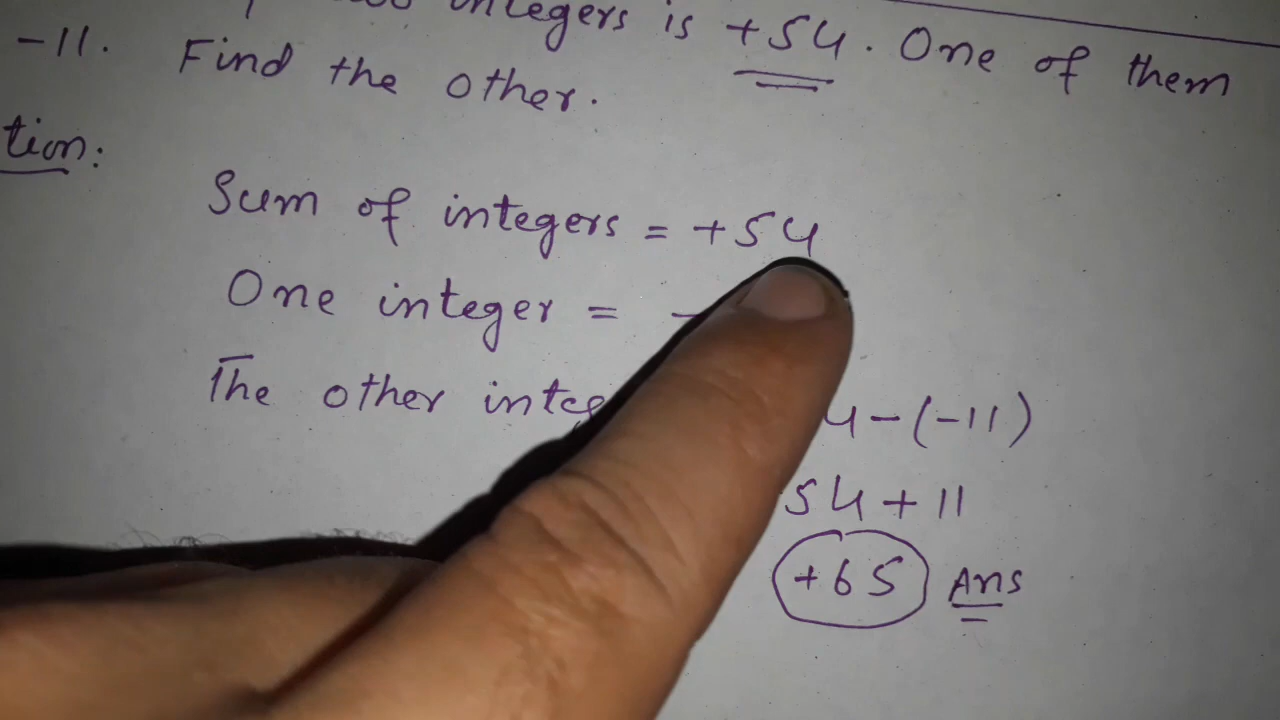 integers is +54. One of them
-11. Find the other.
tion:
Sum of integers = +54
One integer = -
The other integ
4-(-11)
54+11
+65 Ans